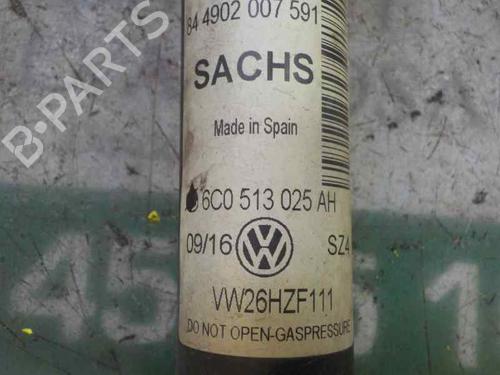 84 4902 007 591
SACHS
Made in Spain
6C0 513 025 AH
09/16 VW SZ4
VW26HZF111
DO NOT OPEN-GASPRESSURE
B-PARTS